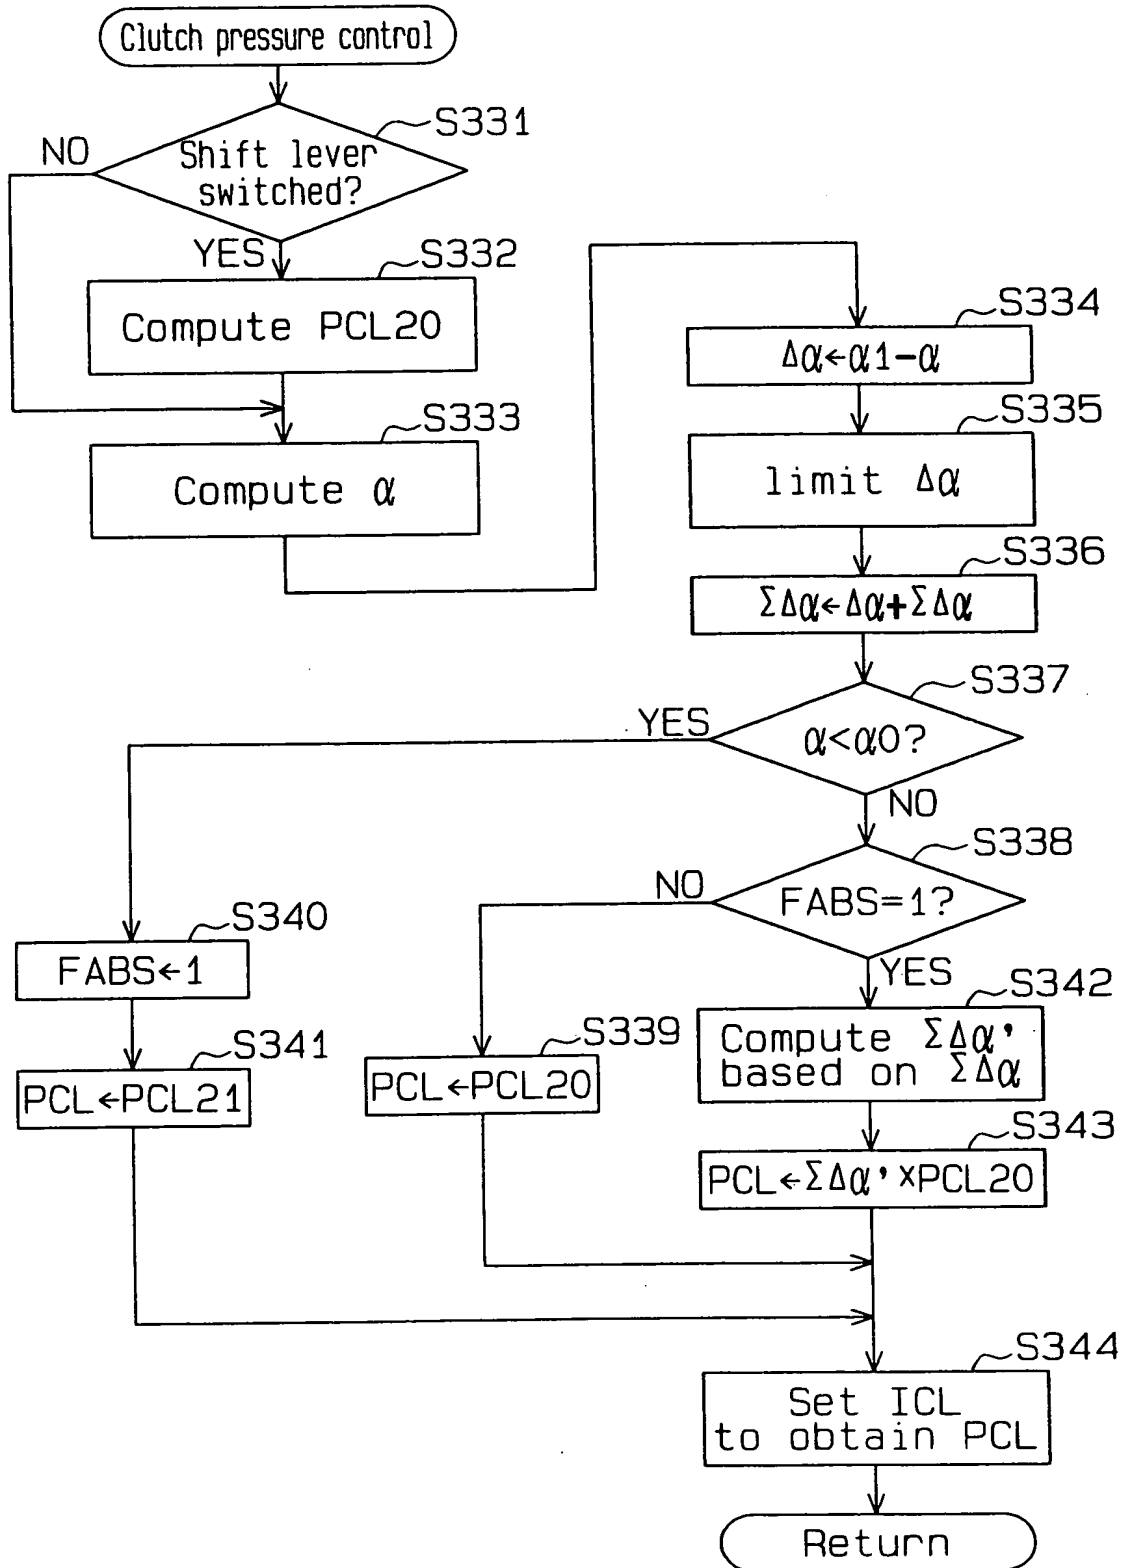 Clutch pressure control
S331
NO
Shift lever
switched?
YES
S332
Compute PCL20
S333
Compute α
S334
Δα←α1-α
S335
limit Δα
S336
ΣΔα←Δα+ΣΔα
S337
YES
α<α0?
NO
S338
NO
FABS=1?
YES
S340
FABS←1
S341
PCL←PCL21
S339
PCL←PCL20
S342
Compute ΣΔα'
based on ΣΔα
S343
PCL←ΣΔα'×PCL20
S344
Set ICL
to obtain PCL
Return